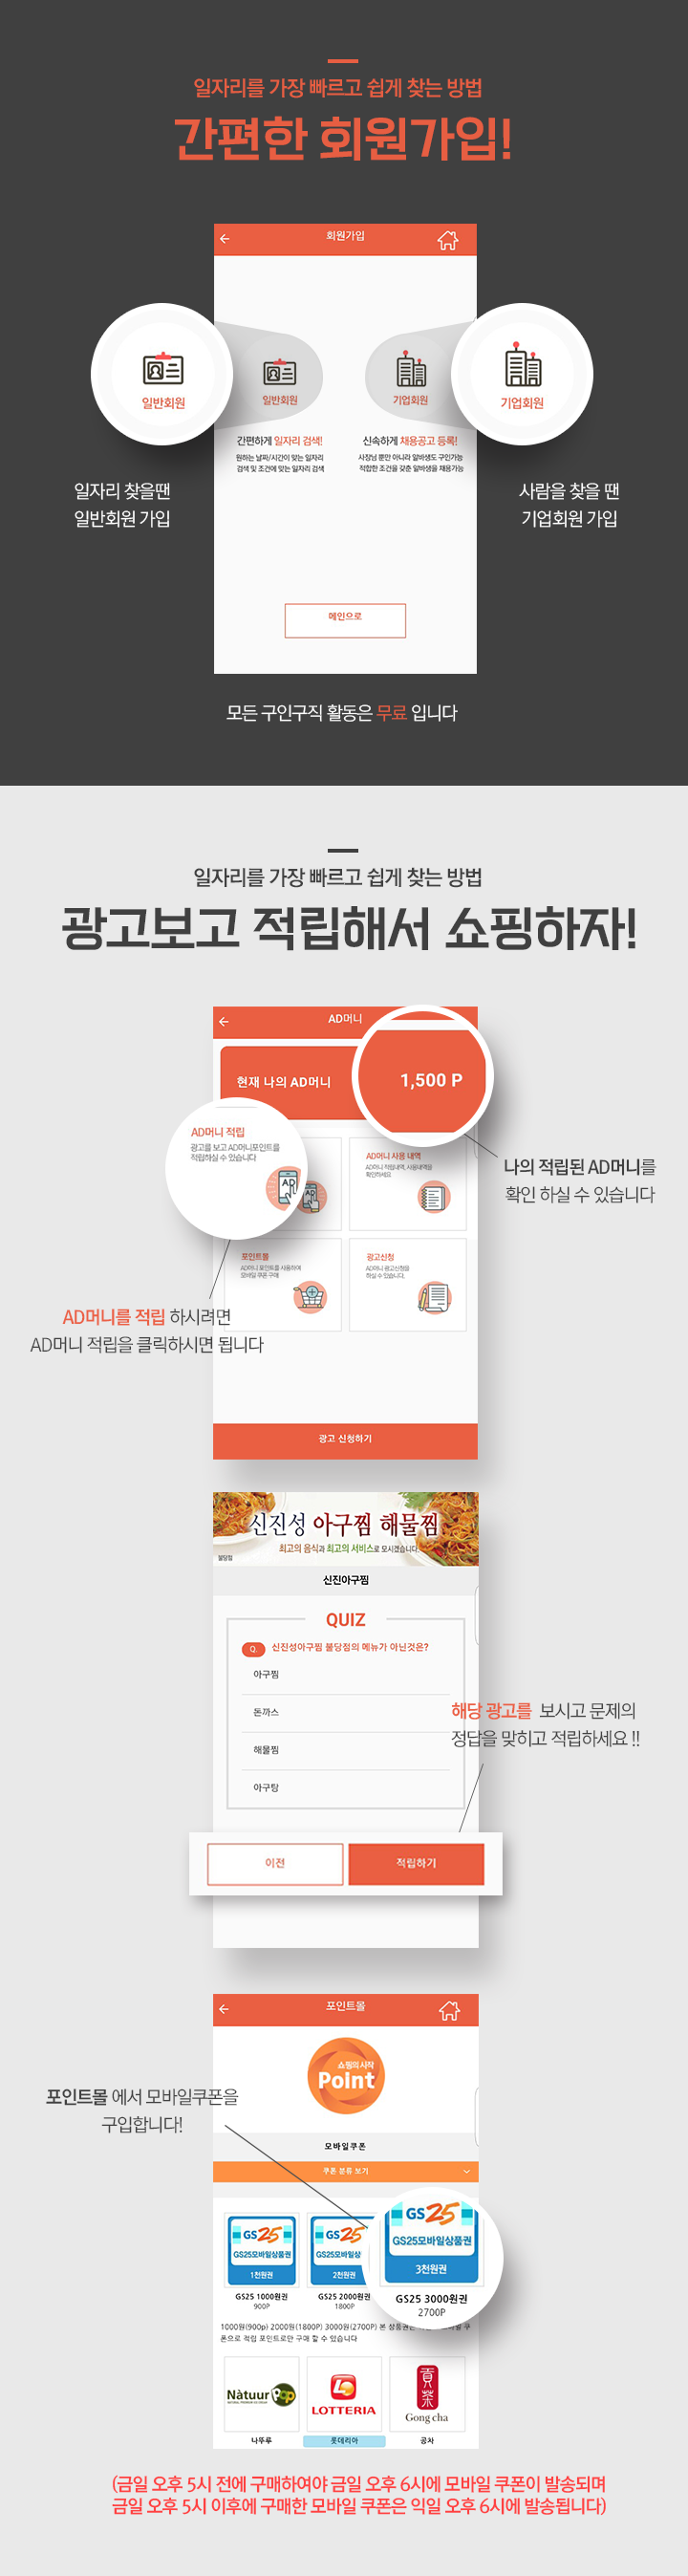 일자리를 가장 빠르고 쉽게 찾는 방법
간편한 회원가입!
회원가입
일반회원
일반회원
기업회원
기업회원
간편하게 일자리 검색!
신속하게 채용공고 등록!
원하는 날짜/시간이 맞는 일자리
검색 및 조건에 맞는 일자리 검색
사장님 뿐만 아니라 알바생도 구인가능
적합한 조건을 갖춘 알바생을 채용가능
일자리 찾을땐
일반회원 가입
사람을 찾을 땐
기업회원 가입
메인으로
모든 구인구직 활동은 무료 입니다
일자리를 가장 빠르고 쉽게 찾는 방법
광고보고 적립해서 쇼핑하자!
AD머니
현재 나의 AD머니
1,500 P
AD머니 적립
광고를 보고 AD머니포인트를
적립하실 수 있습니다
AD
AD
AD머니 사용 내역
AD머니 적립내역, 사용내역을
확인하세요
나의 적립된 AD머니를
확인 하실 수 있습니다
포인트몰
AD머니 포인트를 사용하여
모바일 쿠폰 구매
광고신청
AD머니 광고신청을
하실 수 있습니다.
AD머니를 적립 하시려면
AD머니 적립을 클릭하시면 됩니다
광고 신청하기
신진성 아구찜 해물찜
최고의 음식과 최고의 서비스로 모시겠습니다.
불당점
신진아구찜
QUIZ
Q.
신진성아구찜 불당점의 메뉴가 아닌것은?
아구찜
돈까스
해물찜
아구탕
해당 광고를 보시고 문제의
정답을 맞히고 적립하세요 !!
이전
적립하기
포인트몰
쇼핑의 시작
Point
포인트몰 에서 모바일쿠폰을
구입합니다!
모바일쿠폰
쿠폰 분류 보기
GS25
GS25모바일상품권
1천원권
GS25 1000원권
900P
GS25
GS25모바일상
2천원권
GS25 2000원권
1800P
GS25
GS25모바일상품권
3천원권
GS25 3000원권
2700P
1000원(900p) 2000원(1800P) 3000원(2700P) 본 상품권은
폰으로 적립 포인트로만 구매 할 수 있습니다
Natuur Pop
LOTTERIA
貢茶
Gong cha
나뚜루
롯데리아
공차
(금일 오후 5시 전에 구매하여야 금일 오후 6시에 모바일 쿠폰이 발송되며
금일 오후 5시 이후에 구매한 모바일 쿠폰은 익일 오후 6시에 발송됩니다)